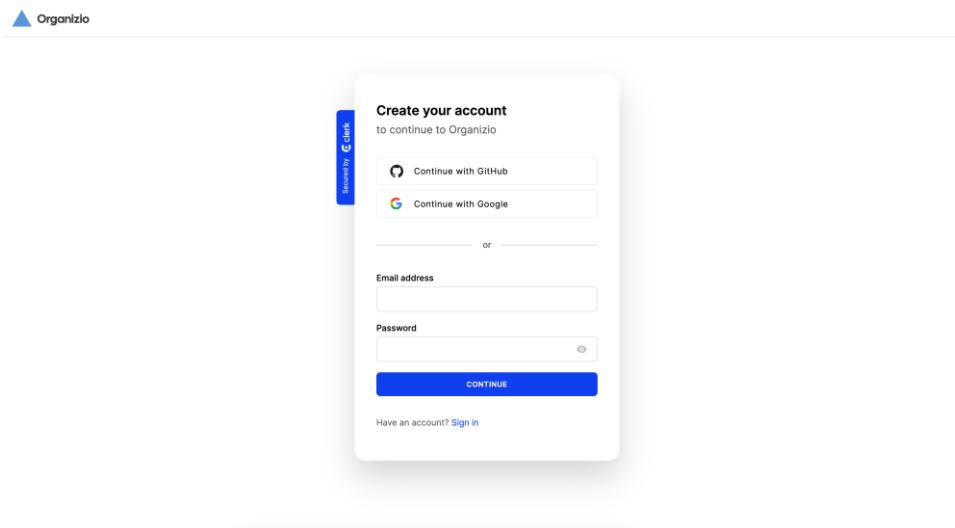 Organizio
Create your account
to continue to Organizio
Secured by clerk
Continue with GitHub
Continue with Google
or
Email address
Password
CONTINUE
Have an account? Sign in